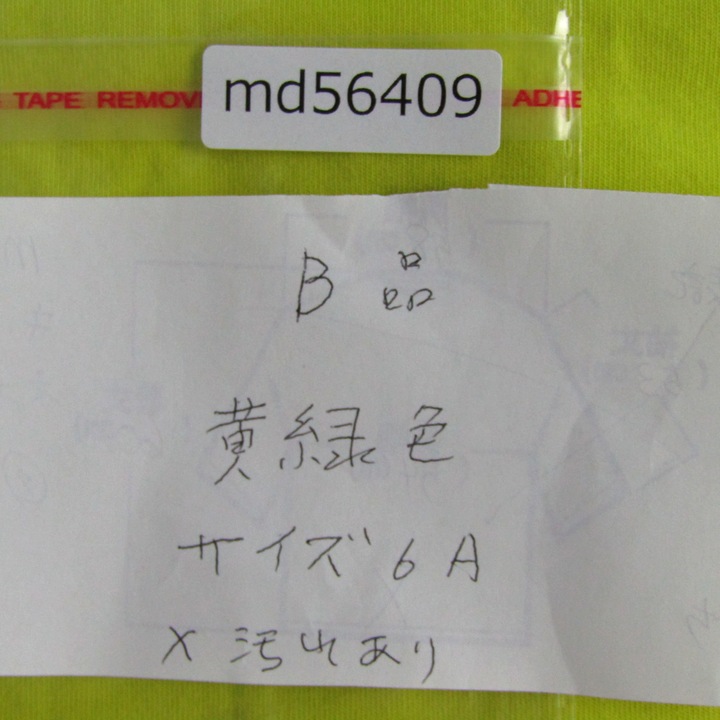 TAPE REMOV
md56409
ADHE
B品
黄緑色
サイズ6A
× 汚れあり